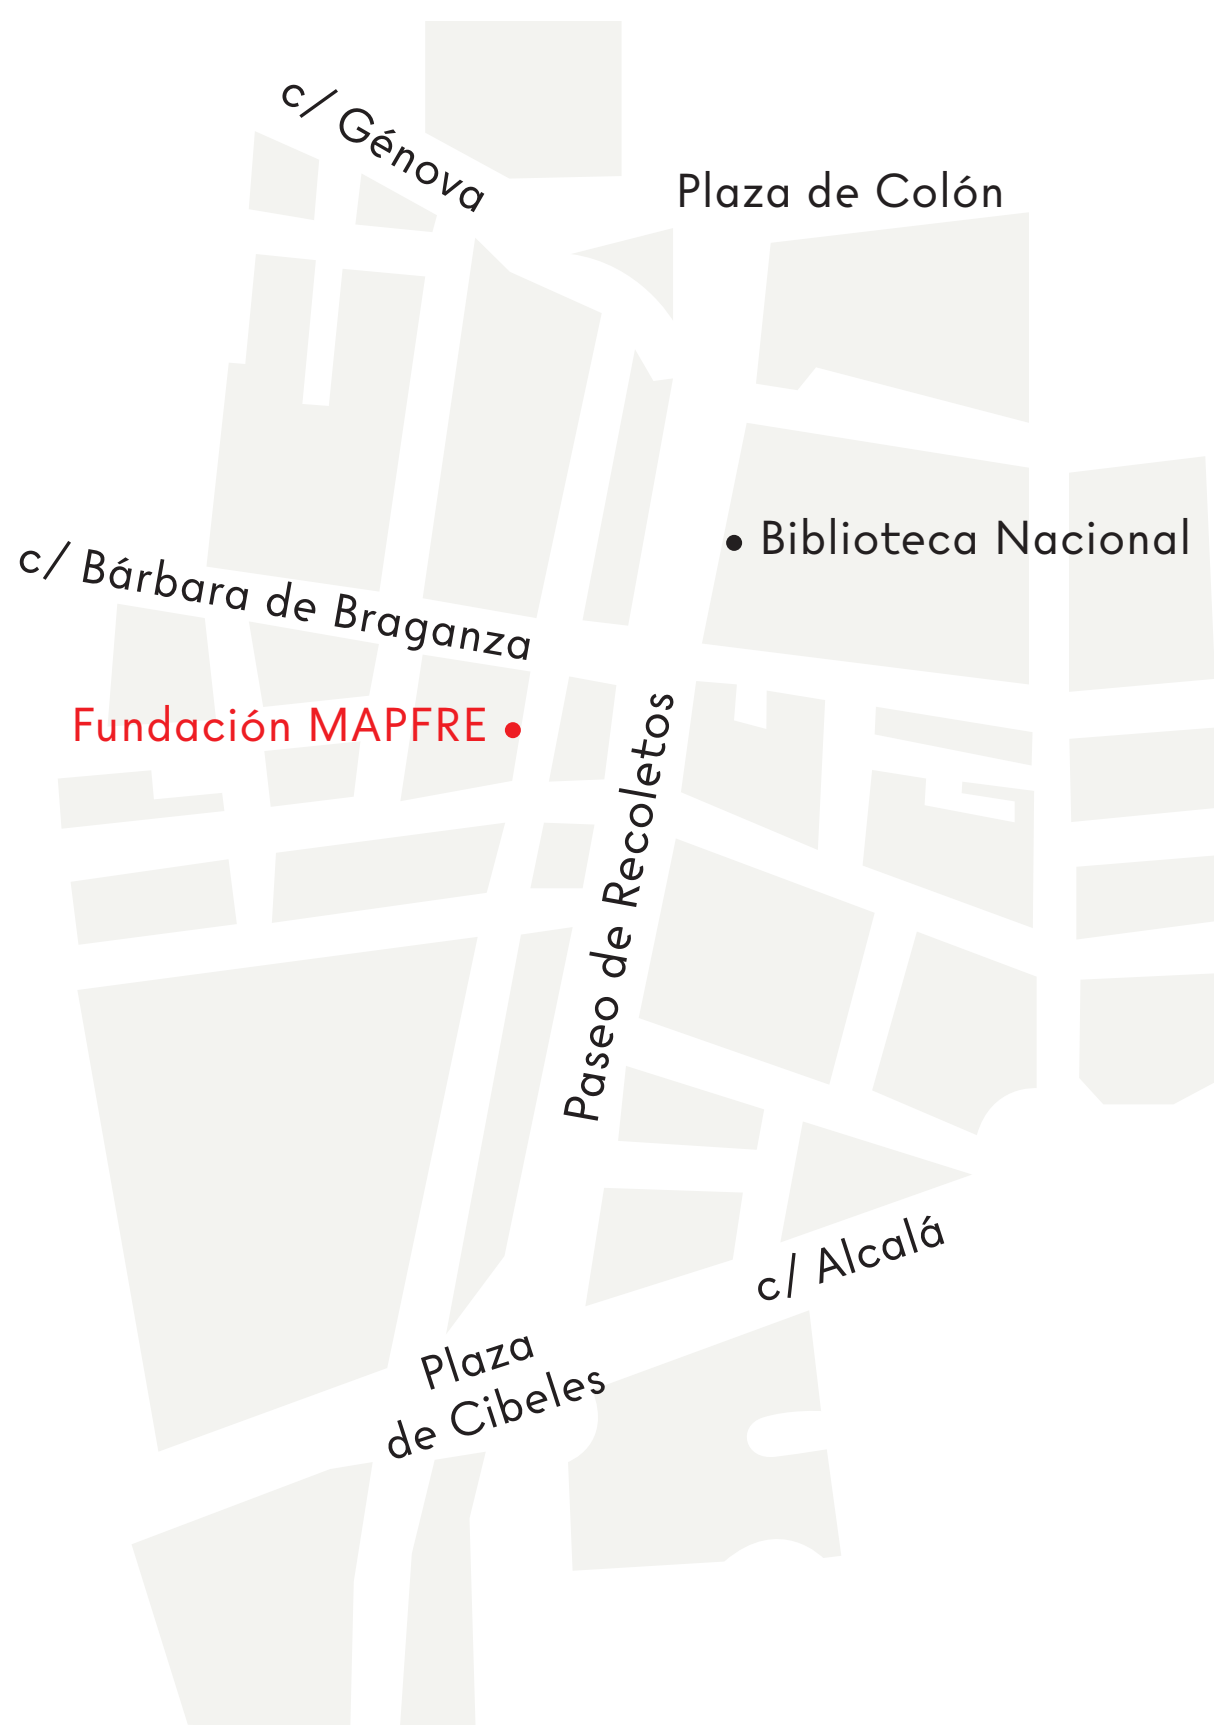 c/ Génova
Plaza de Colón
Biblioteca Nacional
c/ Bárbara de Braganza
Fundación MAPFRE
Paseo de Recoletos
c/ Alcalá
Plaza
de Cibeles